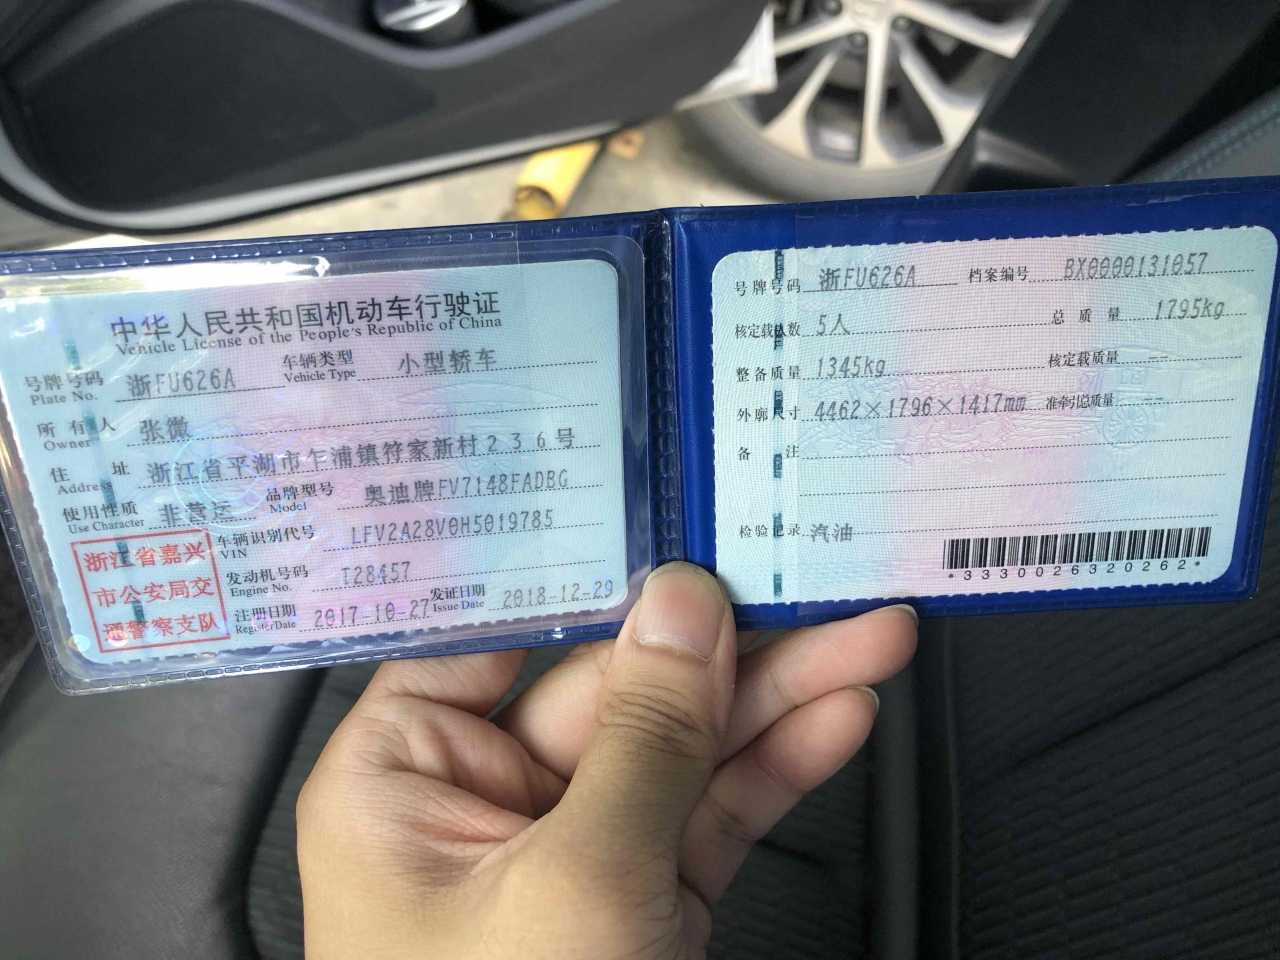 中华人民共和国机动车行驶证
Vehicle License of the People's Republic of China
号牌号码 浙FU626A 车辆类型 小型轿车
Plate No. Vehicle Type
所有人 张微
Owner
住址 浙江省平湖市乍浦镇符家新村236号
Address
使用性质 非营运 品牌型号 奥迪牌FV7148FADBG
Use Character Model
浙江省嘉兴
市公安局交
通警察支队
车辆识别代号 LFV2A28V0H5019785
VIN
发动机号码 T28457
Engine No.
注册日期 2017-10-27 发证日期 2018-12-29
Register Date Issue Date
号牌号码 浙FU626A 档案编号 BX0000131057
核定载人数 5人 总质量 1795kg
整备质量 1345kg 核定载质量 --
外廓尺寸 4462×1796×1417mm 准牵引总质量 --
备注
检验记录 汽油
*3330026320262*